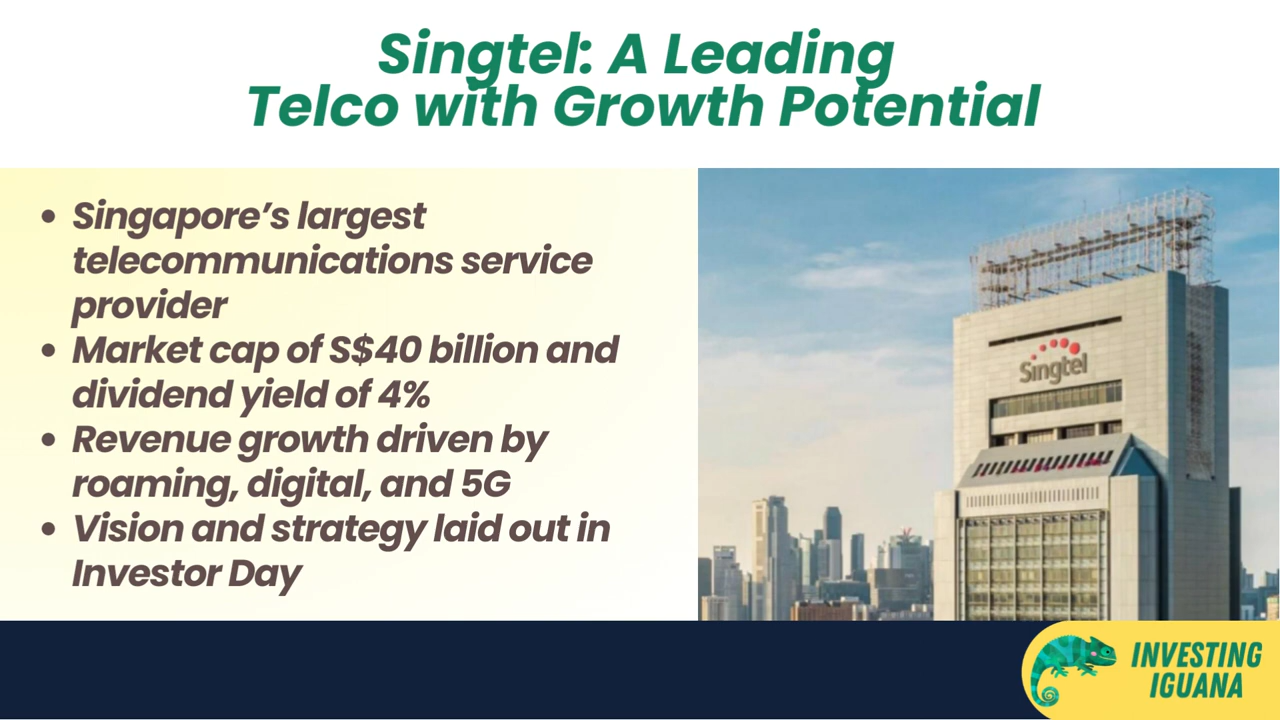 Singtel: A Leading
Telco with Growth Potential
• Singapore’s largest
telecommunications service
provider
• Market cap of S$40 billion and
dividend yield of 4%
• Revenue growth driven by
roaming, digital, and 5G
• Vision and strategy laid out in
Investor Day
Singtel
INVESTING
IGUANA